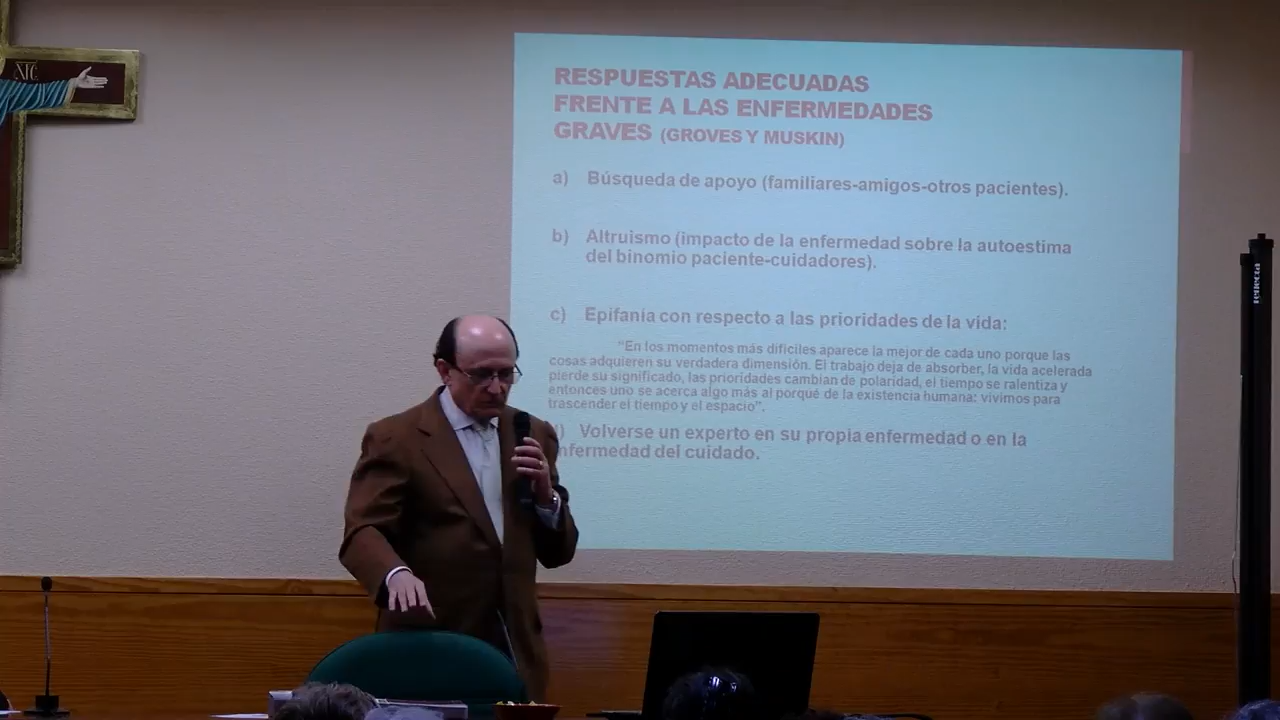 RESPUESTAS ADECUADAS
FRENTE A LAS ENFERMEDADES
GRAVES (GROVES Y MUSKIN)
a) Búsqueda de apoyo (familiares-amigos-otros pacientes).
b) Altruismo (impacto de la enfermedad sobre la autoestima
del binomio paciente-cuidadores).
c) Epifanía con respecto a las prioridades de la vida:
“En los momentos más difíciles aparece la mejor de cada uno porque las
cosas adquieren su verdadera dimensión. El trabajo deja de absorber, la vida acelerada
pierde su significado, las prioridades cambian de polaridad, el tiempo se ralentiza y
entonces uno se acerca algo más al porqué de la existencia humana: vivimos para
trascender el tiempo y el espacio”.
) Volverse un experto en su propia enfermedad o en la
nfermedad del cuidado.
reflecta